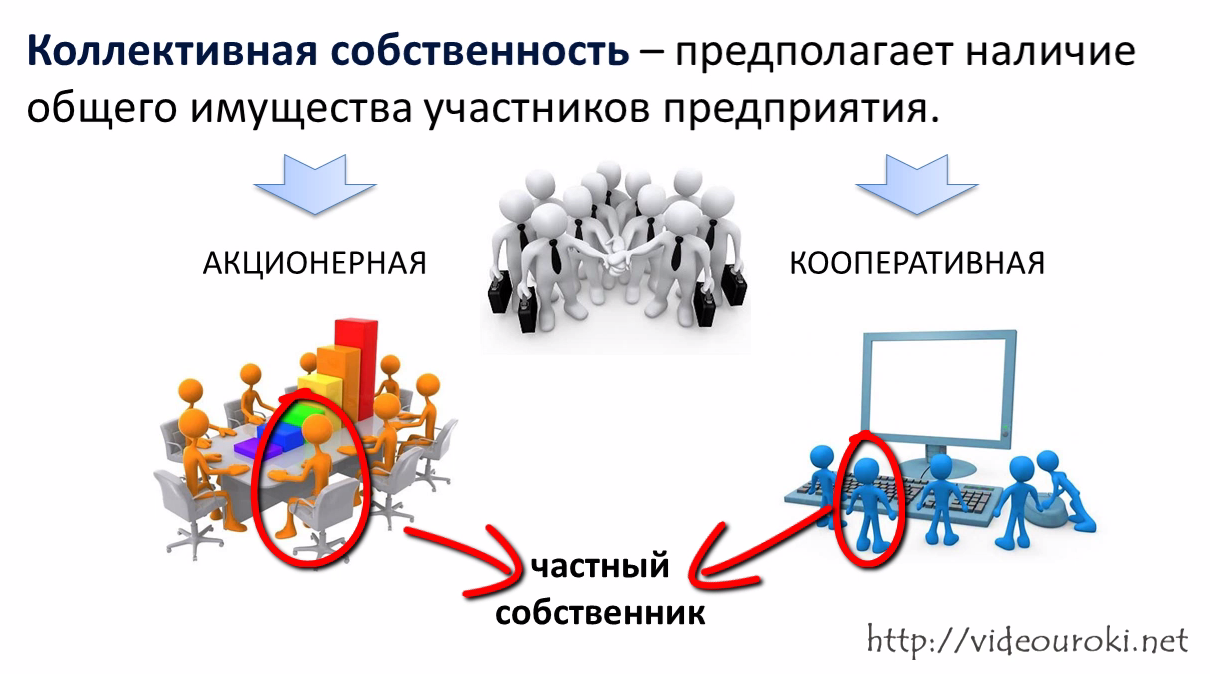 Коллективная собственность – предполагает наличие
общего имущества участников предприятия.
АКЦИОНЕРНАЯ
КООПЕРАТИВНАЯ
частный
собственник
http://videouroki.net